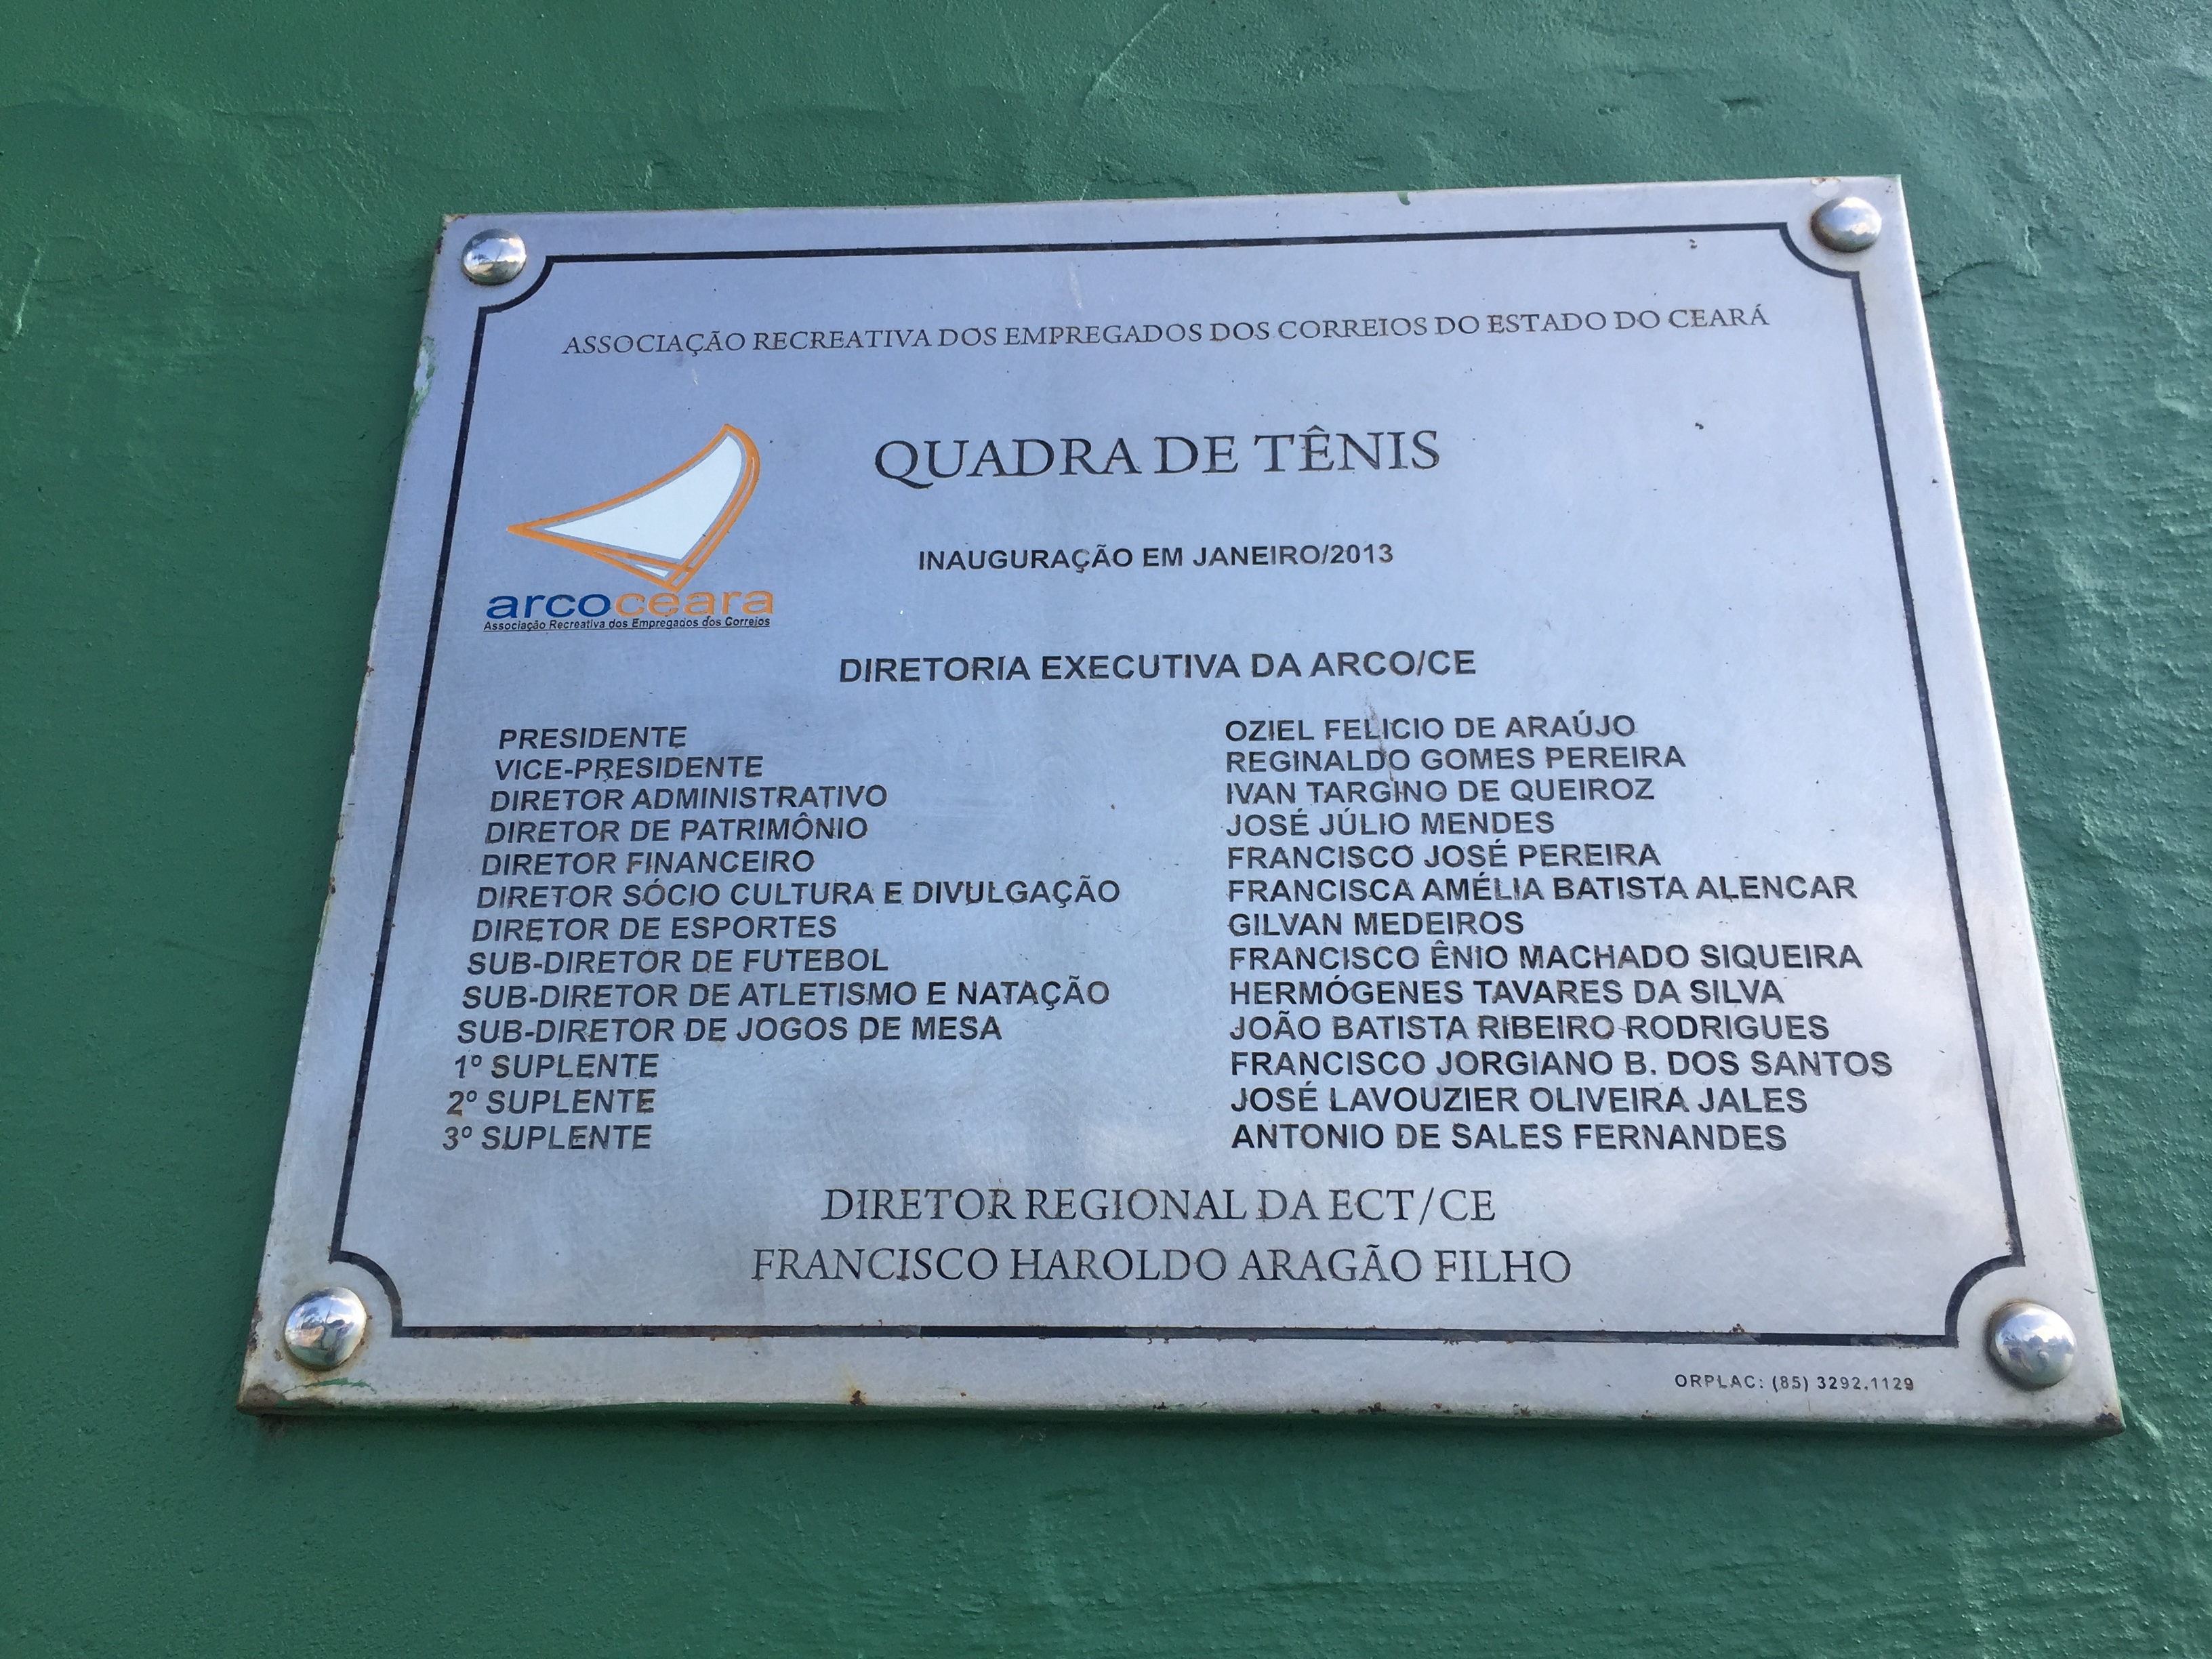 ASSOCIAÇÃO RECREATIVA DOS EMPREGADOS DOS CORREIOS DO ESTADO DO CEARÁ
QUADRA DE TÊNIS
INAUGURAÇÃO EM JANEIRO/2013
arcoceara
Associação Recreativa dos Empregados dos Correios
DIRETORIA EXECUTIVA DA ARCO/CE
PRESIDENTE OZIEL FELICIO DE ARAÚJO
VICE-PRESIDENTE REGINALDO GOMES PEREIRA
DIRETOR ADMINISTRATIVO IVAN TARGINO DE QUEIROZ
DIRETOR DE PATRIMÔNIO JOSÉ JÚLIO MENDES
DIRETOR FINANCEIRO FRANCISCO JOSÉ PEREIRA
DIRETOR SÓCIO CULTURA E DIVULGAÇÃO FRANCISCA AMÉLIA BATISTA ALENCAR
DIRETOR DE ESPORTES GILVAN MEDEIROS
SUB-DIRETOR DE FUTEBOL FRANCISCO ÊNIO MACHADO SIQUEIRA
SUB-DIRETOR DE ATLETISMO E NATAÇÃO HERMÓGENES TAVARES DA SILVA
SUB-DIRETOR DE JOGOS DE MESA JOÃO BATISTA RIBEIRO RODRIGUES
1º SUPLENTE FRANCISCO JORGIANO B. DOS SANTOS
2º SUPLENTE JOSÉ LAVOUZIER OLIVEIRA JALES
3º SUPLENTE ANTONIO DE SALES FERNANDES
DIRETOR REGIONAL DA ECT/CE
FRANCISCO HAROLDO ARAGÃO FILHO
ORPLAC: (85) 3292.1129